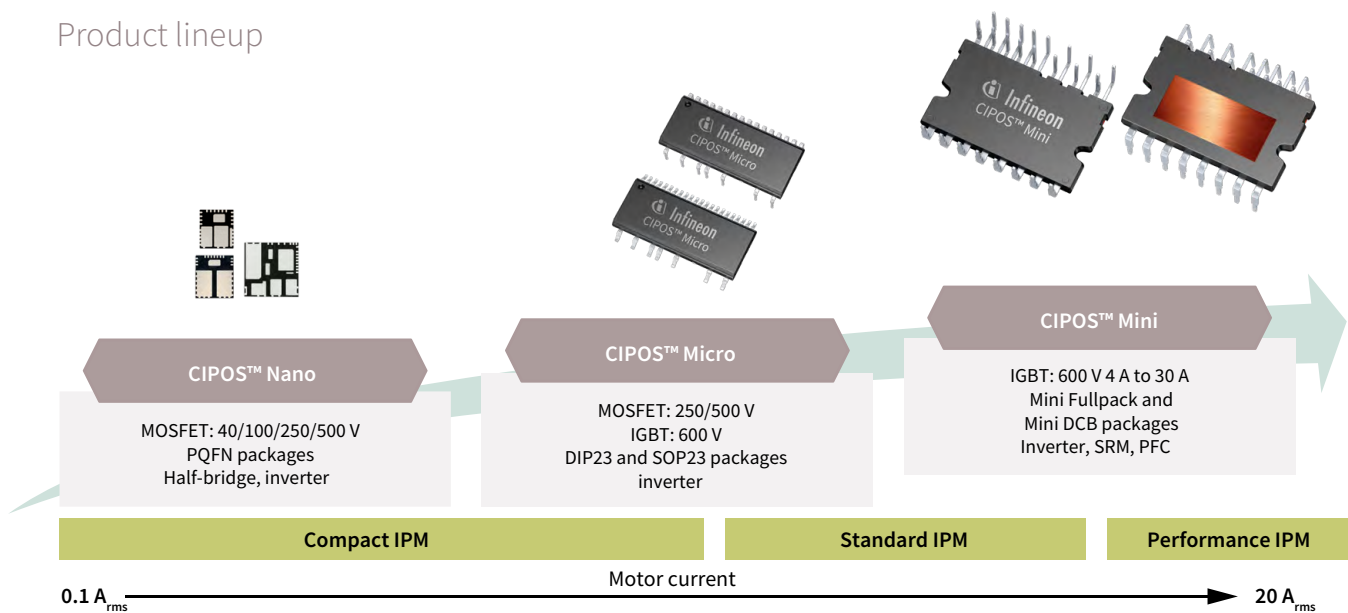 Product lineup
Infineon
CIPOS™ Micro
Infineon
CIPOS™ Micro
Infineon
CIPOS™ Mini
CIPOS™ Nano
MOSFET: 40/100/250/500 V
PQFN packages
Half-bridge, inverter
CIPOS™ Micro
MOSFET: 250/500 V
IGBT: 600 V
DIP23 and SOP23 packages
inverter
CIPOS™ Mini
IGBT: 600 V 4 A to 30 A
Mini Fullpack and
Mini DCB packages
Inverter, SRM, PFC
Compact IPM
Standard IPM
Performance IPM
Motor current
0.1 Arms
20 Arms